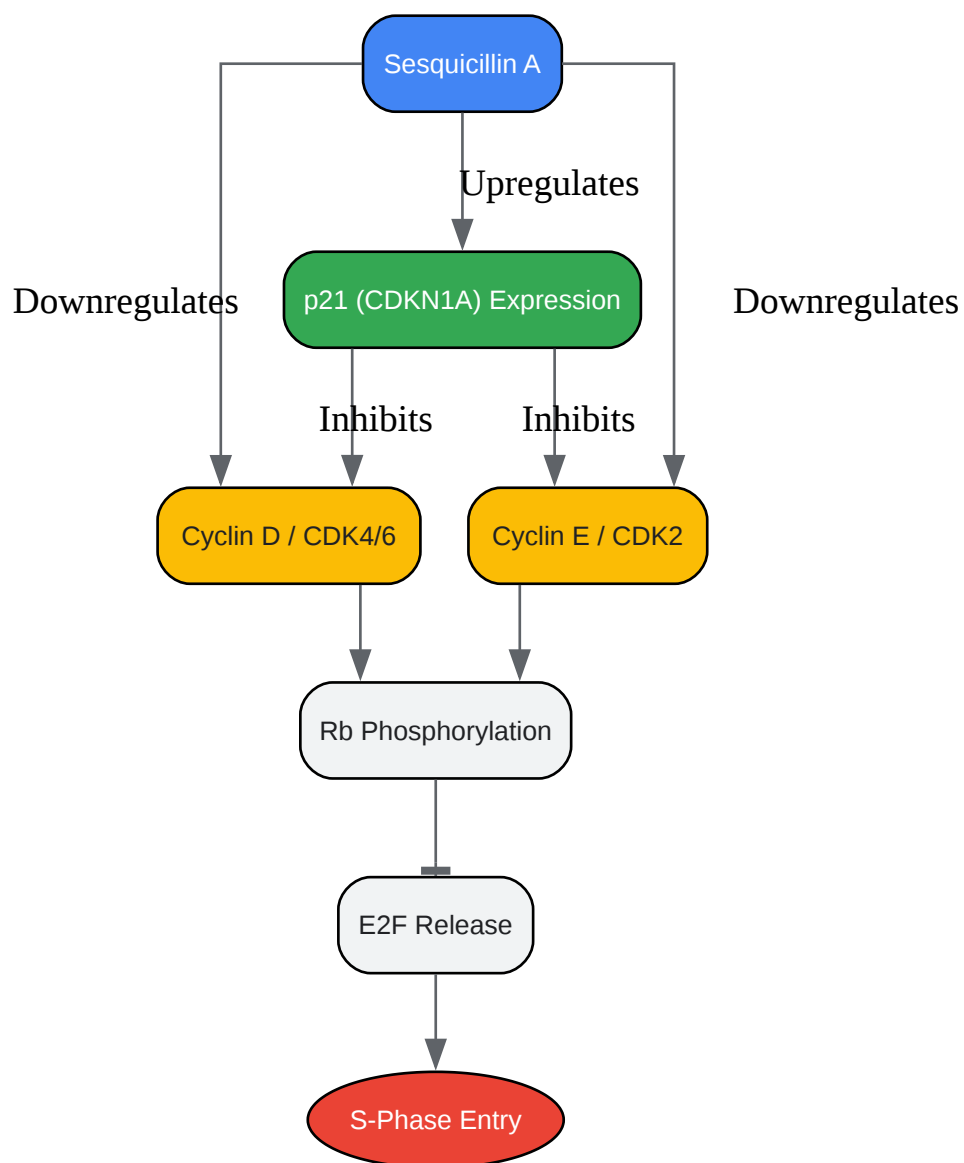 Sesquicillin A
Upregulates
p21 (CDKN1A) Expression
Downregulates
Downregulates
Inhibits
Inhibits
Cyclin D / CDK4/6
Cyclin E / CDK2
Rb Phosphorylation
E2F Release
S-Phase Entry